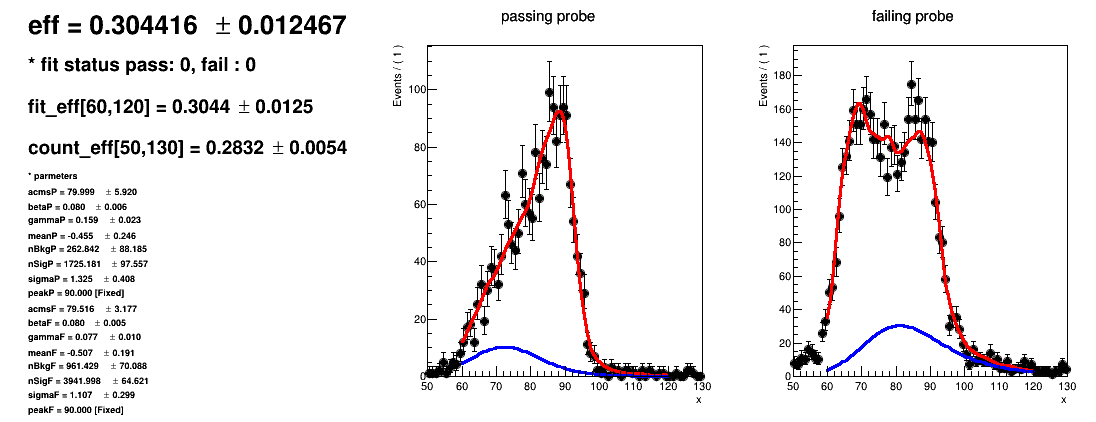 eff = 0.304416 ± 0.012467
* fit status pass: 0, fail : 0
fit_eff[60,120] = 0.3044 ± 0.0125
count_eff[50,130] = 0.2832 ± 0.0054
* parmeters
acmsP = 79.999 ± 5.920
betaP = 0.080 ± 0.006
gammaP = 0.159 ± 0.023
meanP = -0.455 ± 0.246
nBkgP = 262.842 ± 88.185
nSigP = 1725.181 ± 97.557
sigmaP = 1.325 ± 0.408
peakP = 90.000 [Fixed]
acmsF = 79.516 ± 3.177
betaF = 0.080 ± 0.005
gammaF = 0.077 ± 0.010
meanF = -0.507 ± 0.191
nBkgF = 961.429 ± 70.088
nSigF = 3941.998 ± 64.621
sigmaF = 1.107 ± 0.299
peakF = 90.000 [Fixed]
passing probe
Events / ( 1 )
100
80
60
40
20
0
50 60 70 80 90 100 110 120 130
x
failing probe
Events / ( 1 )
180
160
140
120
100
80
60
40
20
0
50 60 70 80 90 100 110 120 130
x